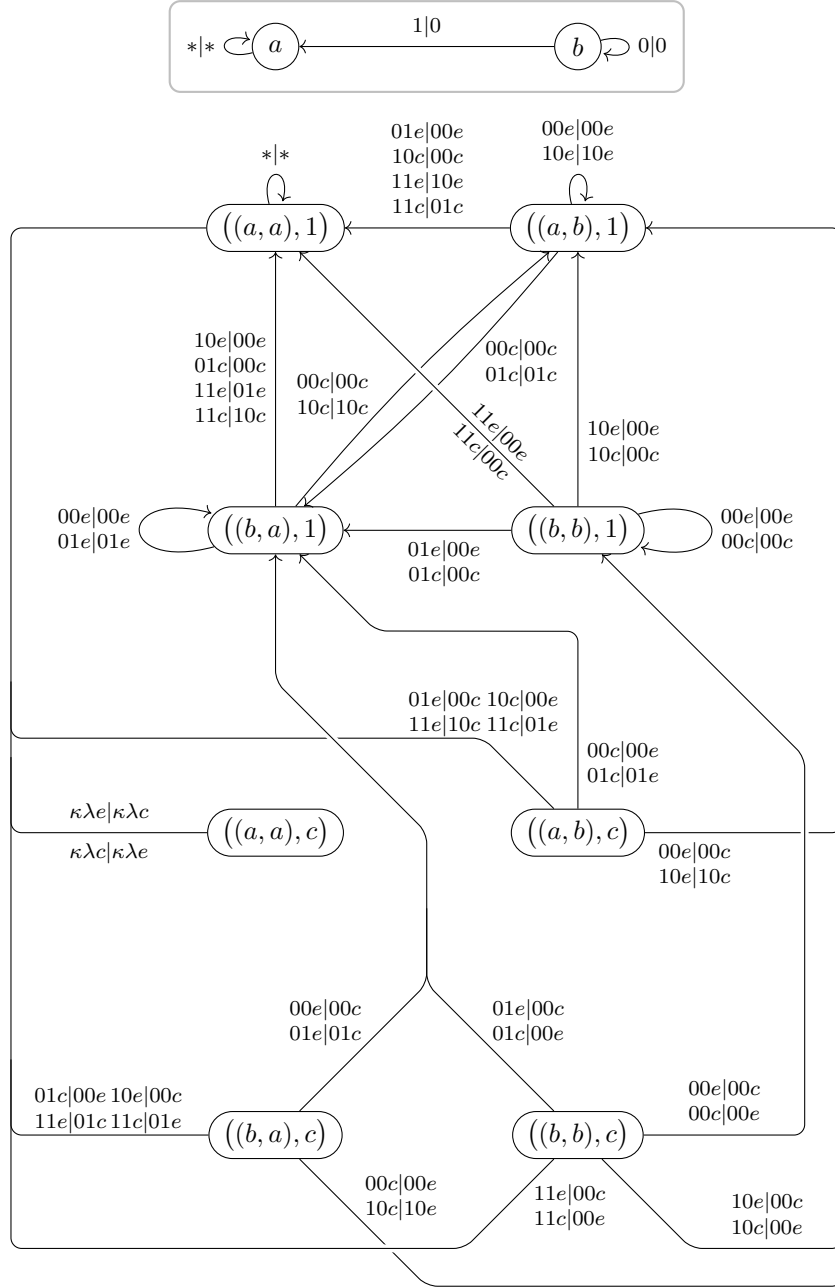 1|0
*|* a b 0|0
01e|00e
10c|00c
11e|10e
11c|01c
00e|00e
10e|10e
*|*
((a, a), 1) ((a, b), 1)
10e|00e
01c|00c
11e|01e
11c|10c
00c|00c
10c|10c
00c|00c
01c|01c
11e|00e
11c|00c
10e|00e
10c|00c
00e|00e
01e|01e
((b, a), 1) ((b, b), 1)
00e|00e
00c|00c
01e|00e
01c|00c
01e|00c 10c|00e
11e|10c 11c|01e
00c|00e
01c|01e
κλe|κλc
κλc|κλe
((a, a), c) ((a, b), c)
00e|00c
10e|10c
00e|00c
01e|01c
01e|00c
01c|00e
01c|00e 10e|00c
11e|01c 11c|01e
((b, a), c) ((b, b), c)
00e|00c
00c|00e
00c|00e
10c|10e
11e|00c
11c|00e
10e|00c
10c|00e